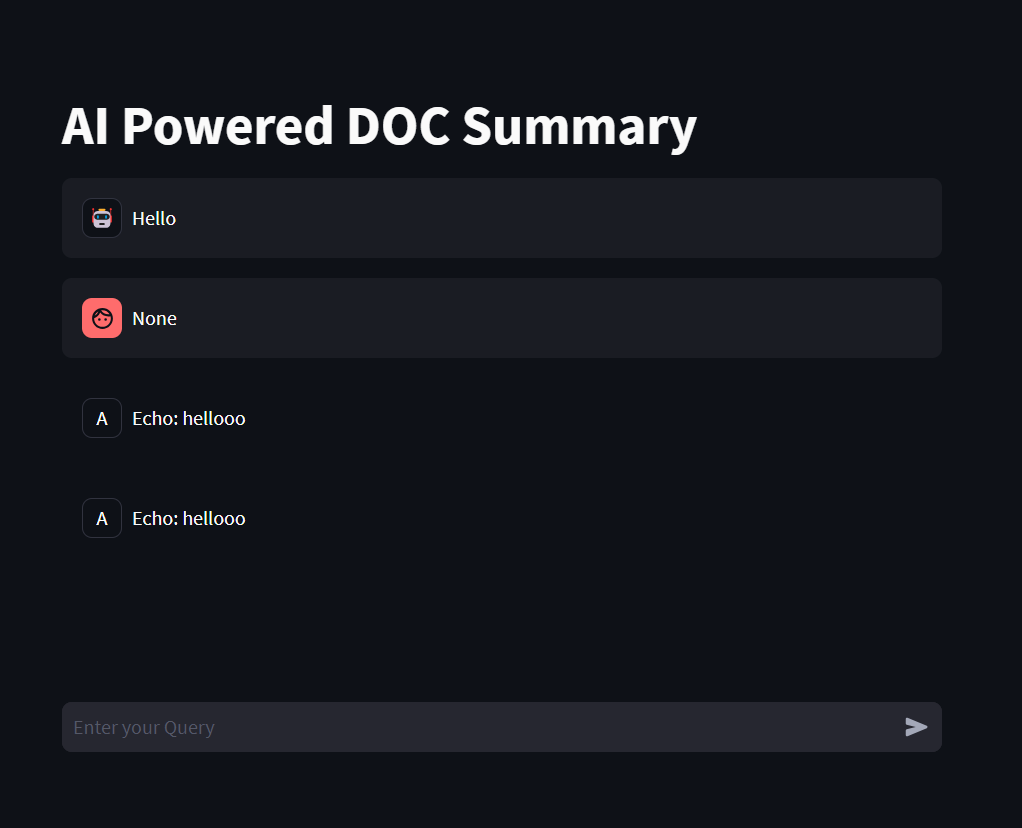 AI Powered DOC Summary
Hello
None
A Echo: hellooo
A Echo: hellooo
Enter your Query